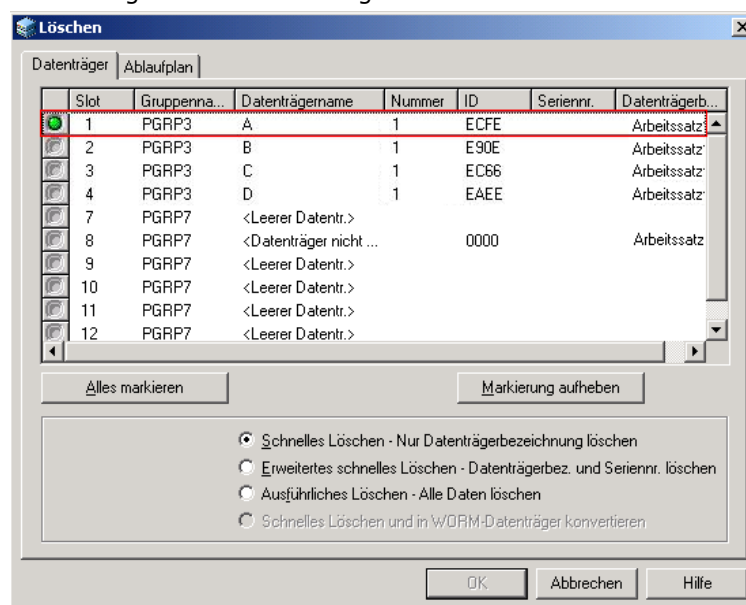 Löschen
Datenträger Ablaufplan
Slot Gruppenna... Datenträgername Nummer ID Seriennr. Datenträgerb...
1 PGRP3 A 1 ECFE Arbeitssatz
2 PGRP3 B 1 E90E Arbeitssatz
3 PGRP3 C 1 EC66 Arbeitssatz
4 PGRP3 D 1 EAEE Arbeitssatz
7 PGRP7 <Leerer Datentr.>
8 PGRP7 <Datenträger nicht ... 0000 Arbeitssatz
9 PGRP7 <Leerer Datentr.>
10 PGRP7 <Leerer Datentr.>
11 PGRP7 <Leerer Datentr.>
12 PGRP7 <Leerer Datentr.>
Alles markieren Markierung aufheben
Schnelles Löschen - Nur Datenträgerbezeichnung löschen
Erweitertes schnelles Löschen - Datenträgerbez. und Seriennr. löschen
Ausführliches Löschen - Alle Daten löschen
Schnelles Löschen und in WORM-Datenträger konvertieren
OK Abbrechen Hilfe